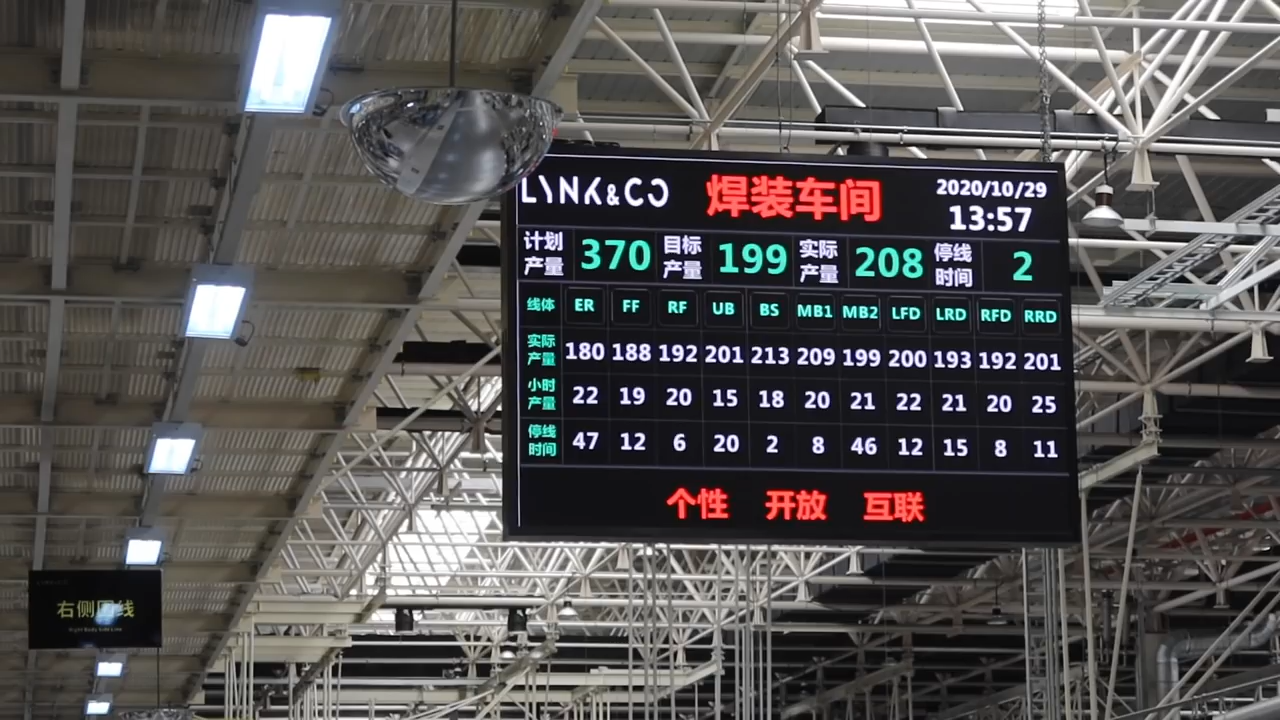 LYNK&CO 焊装车间 2020/10/29
13:57
计划产量 370 目标产量 199 实际产量 208 停线时间 2
线体 ER FF RF UB BS MB1 MB2 LFD LRD RFD RRD
实际产量 180 188 192 201 213 209 199 200 193 192 201
小时产量 22 19 20 15 18 20 21 22 21 20 25
停线时间 47 12 6 20 2 8 46 12 15 8 11
个性 开放 互联
右侧围线
Right Body Side Line